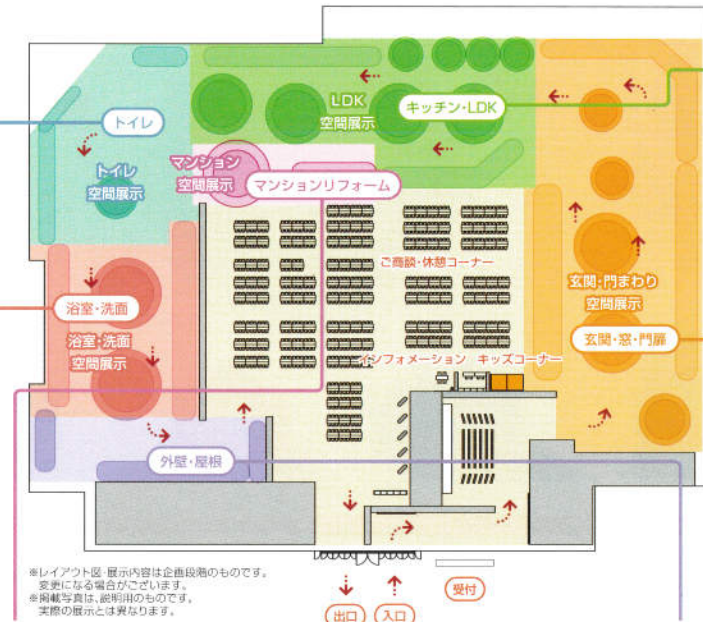 LDK
空間展示
キッチン・LDK
トイレ
トイレ
空間展示
マンション
空間展示
マンションリフォーム
ご商談・休憩コーナー
玄関・門まわり
空間展示
玄関・窓・門扉
浴室・洗面
浴室・洗面
空間展示
インフォメーション キッズコーナー
外壁・屋根
※レイアウト図・展示内容は企画段階のものです。
変更になる場合がございます。
※掲載写真は、説明用のものです。
実際の展示とは異なります。
出口
入口
受付